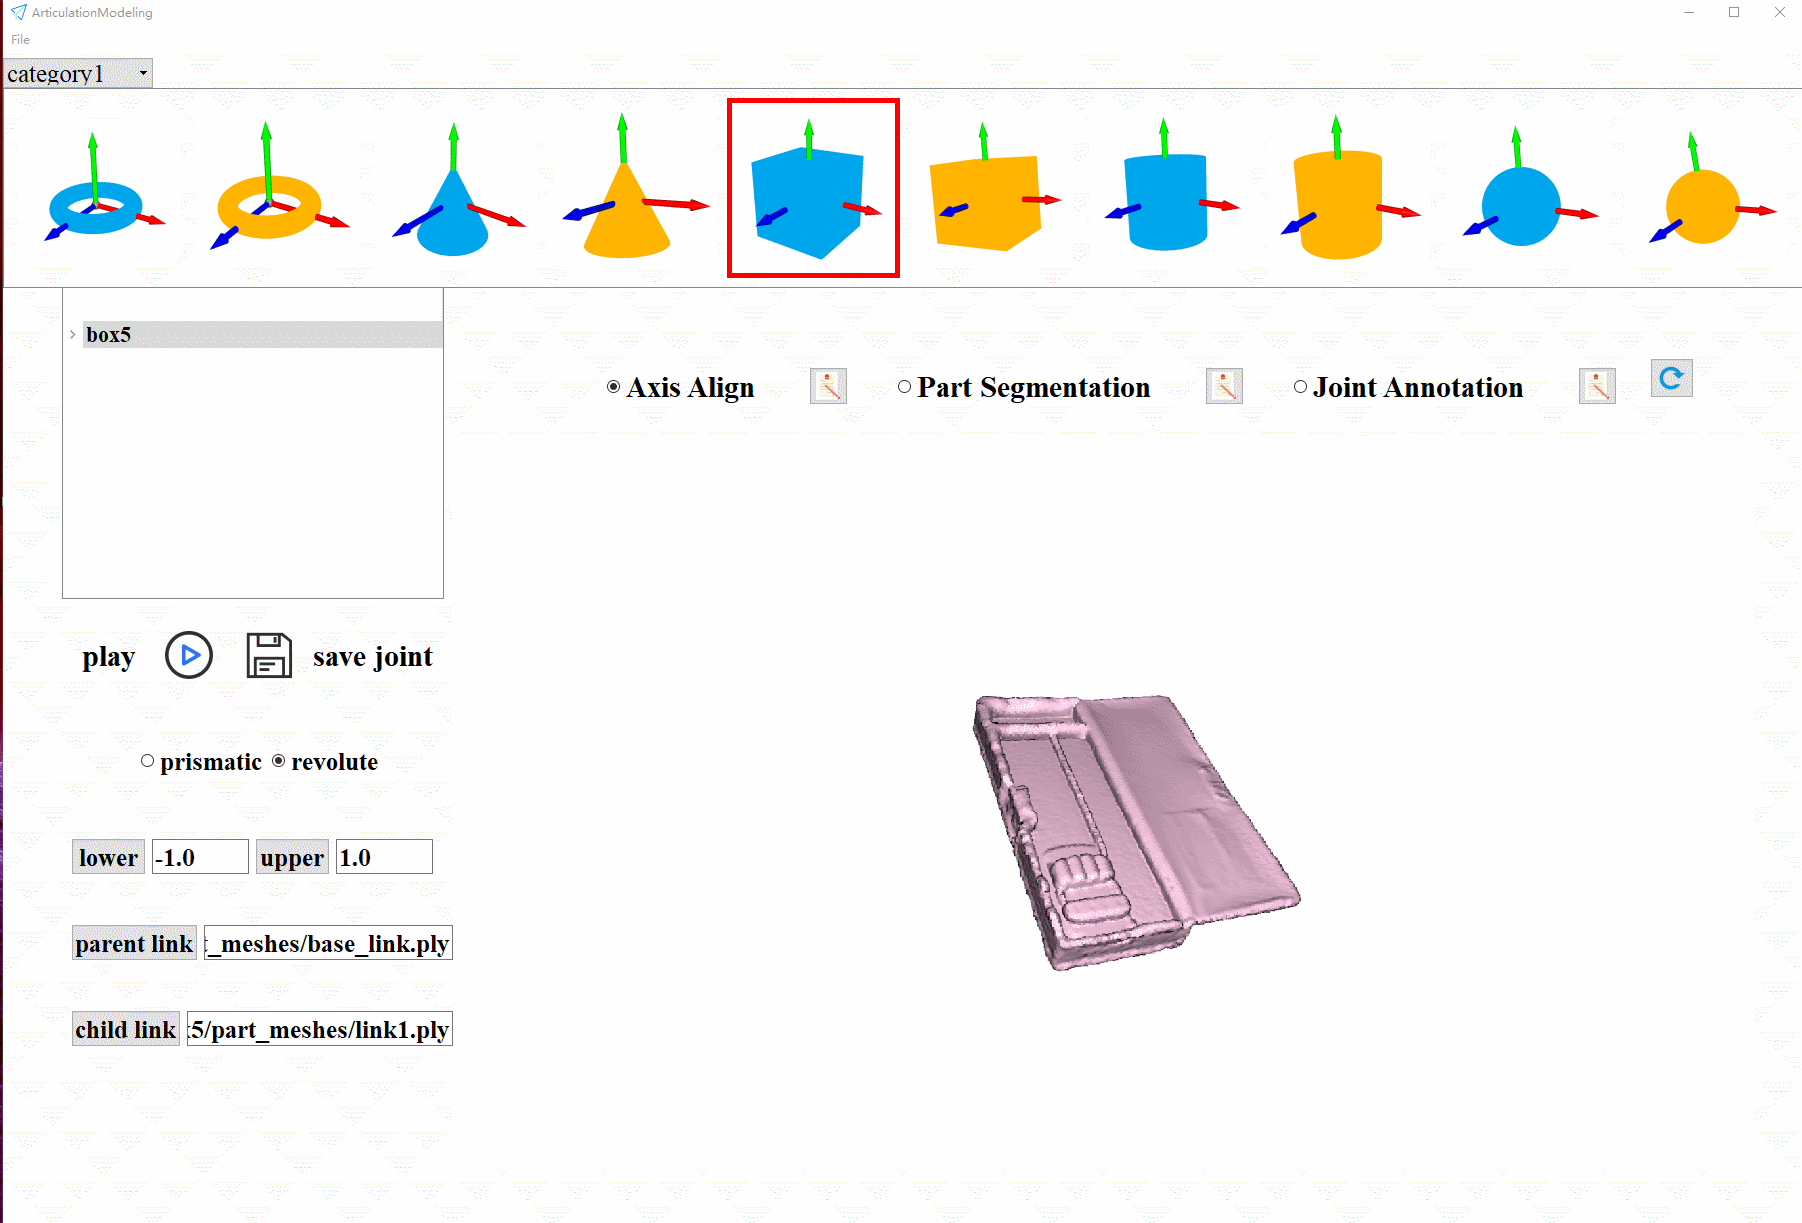 ArticulationModeling
File
category1
box5
Axis Align
Part Segmentation
Joint Annotation
play
save joint
prismatic
revolute
lower -1.0 upper 1.0
parent link t_meshes/base_link.ply
child link 5/part_meshes/link1.ply